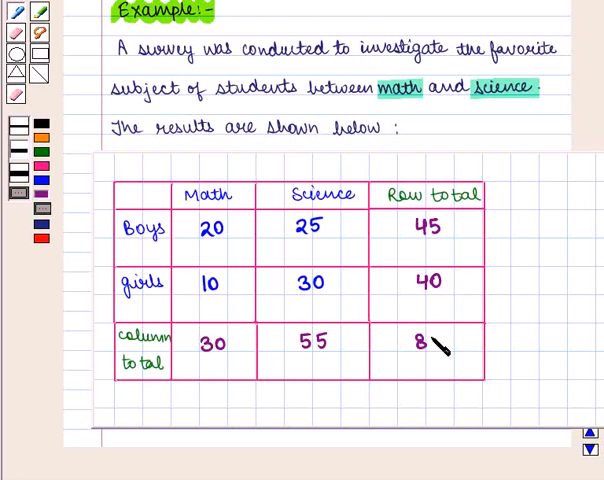 Example:-
A survey was conducted to investigate the favorite
subject of students between math and science.
The results are shown below :
Math Science Row total
Boys 20 25 45
girls 10 30 40
column total 30 55 8